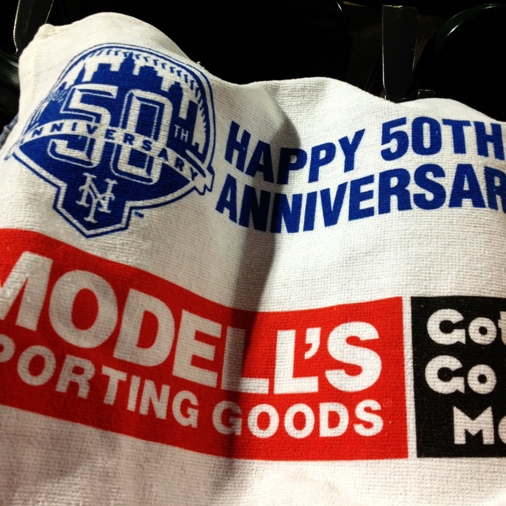 50TH
ANNIVERSARY
NY
HAPPY 50TH
ANNIVERSAR
MODELL'S
PORTING GOODS
Got
Go
Mo